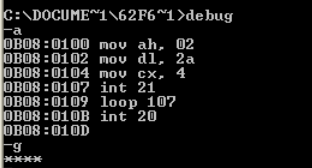 C:\DOCUME~1\62F6~1>debug
-a
0B08:0100 mov ah, 02
0B08:0102 mov dl, 2a
0B08:0104 mov cx, 4
0B08:0107 int 21
0B08:0109 loop 107
0B08:010B int 20
0B08:010D
-g
****